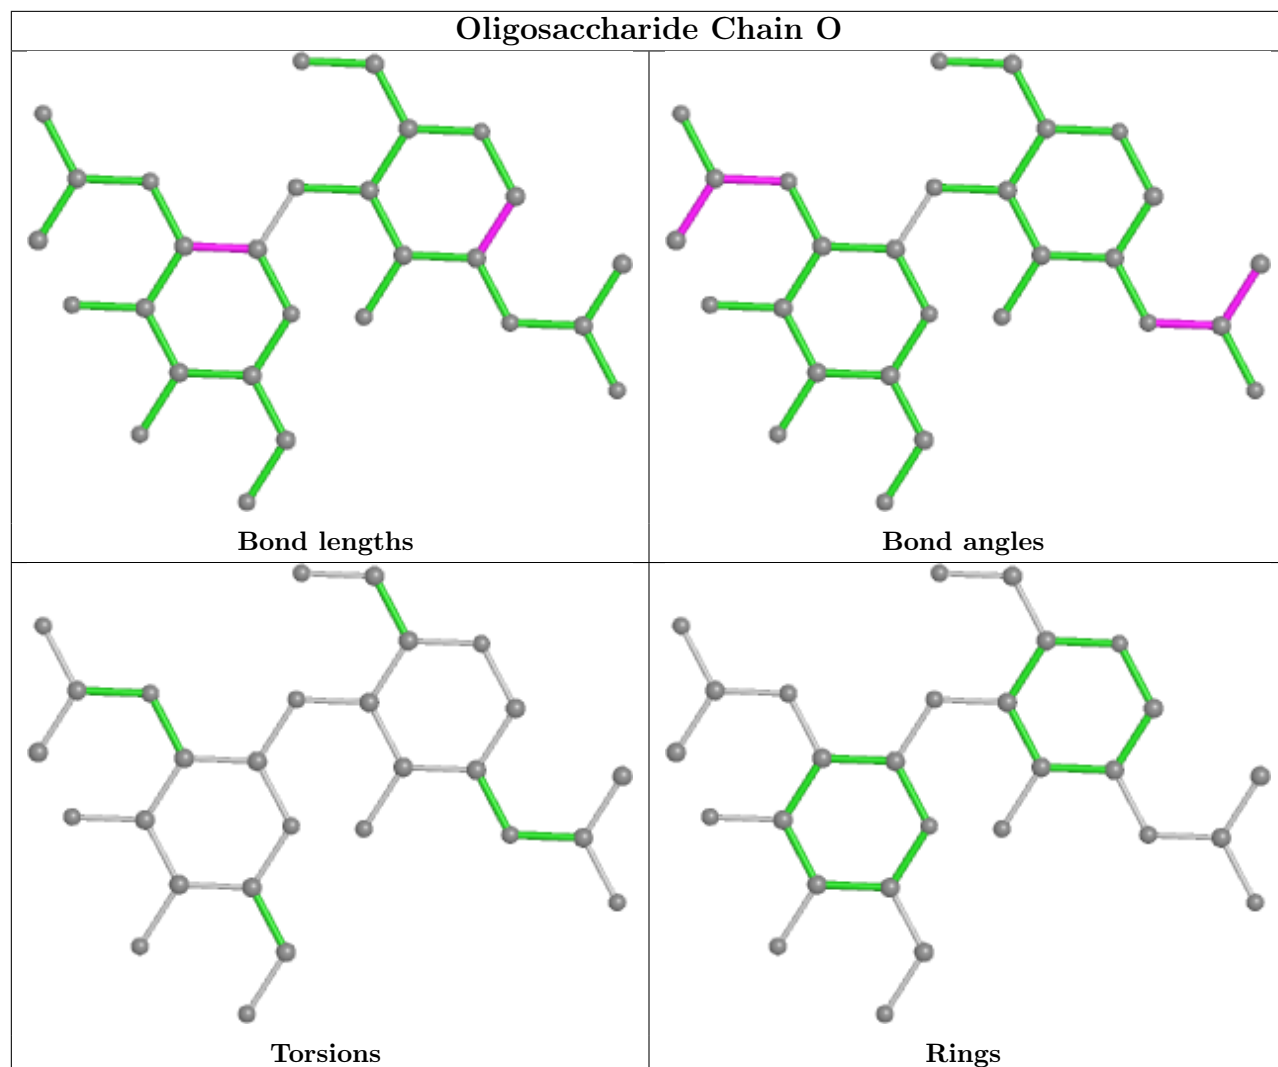 Oligosaccharide Chain O
Bond lengths
Bond angles
Torsions
Rings